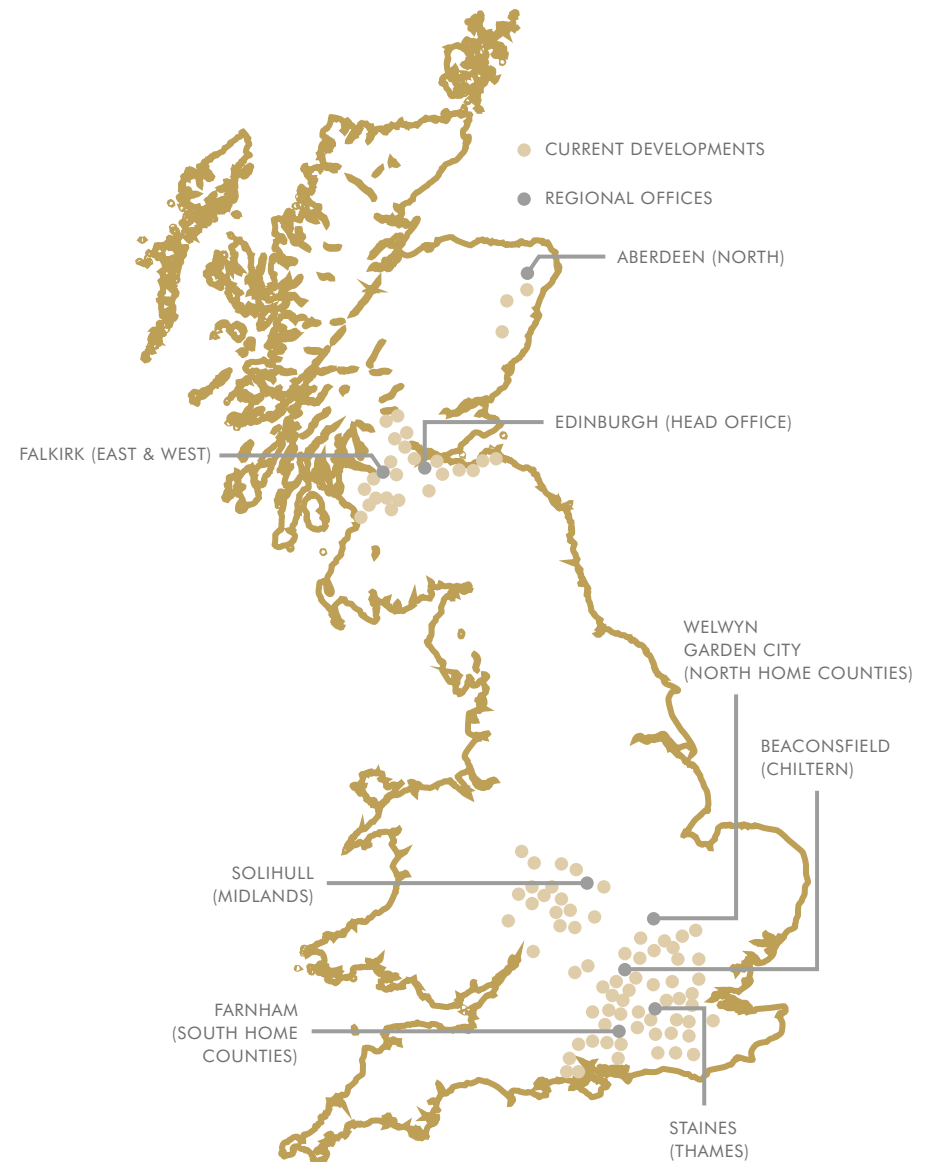 CURRENT DEVELOPMENTS
REGIONAL OFFICES
ABERDEEN (NORTH)
EDINBURGH (HEAD OFFICE)
FALKIRK (EAST & WEST)
WELWYN
GARDEN CITY
(NORTH HOME COUNTIES)
BEACONSFIELD
(CHILTERN)
SOLIHULL
(MIDLANDS)
FARNHAM
(SOUTH HOME
COUNTIES)
STAINES
(THAMES)